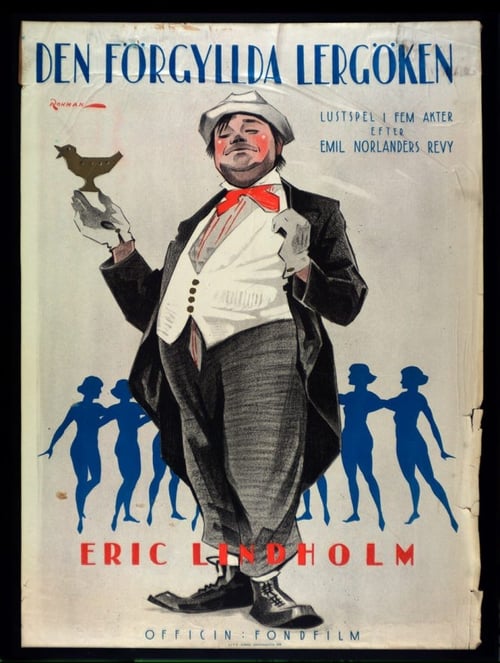 DEN FÖRGYLLDA LERGÖKEN
ROHMAN
LUSTSPEL I FEM AKTER
EFTER
EMIL NORLANDERS REVY
ERIC LINDHOLM
OFFICIN: FONDFILM